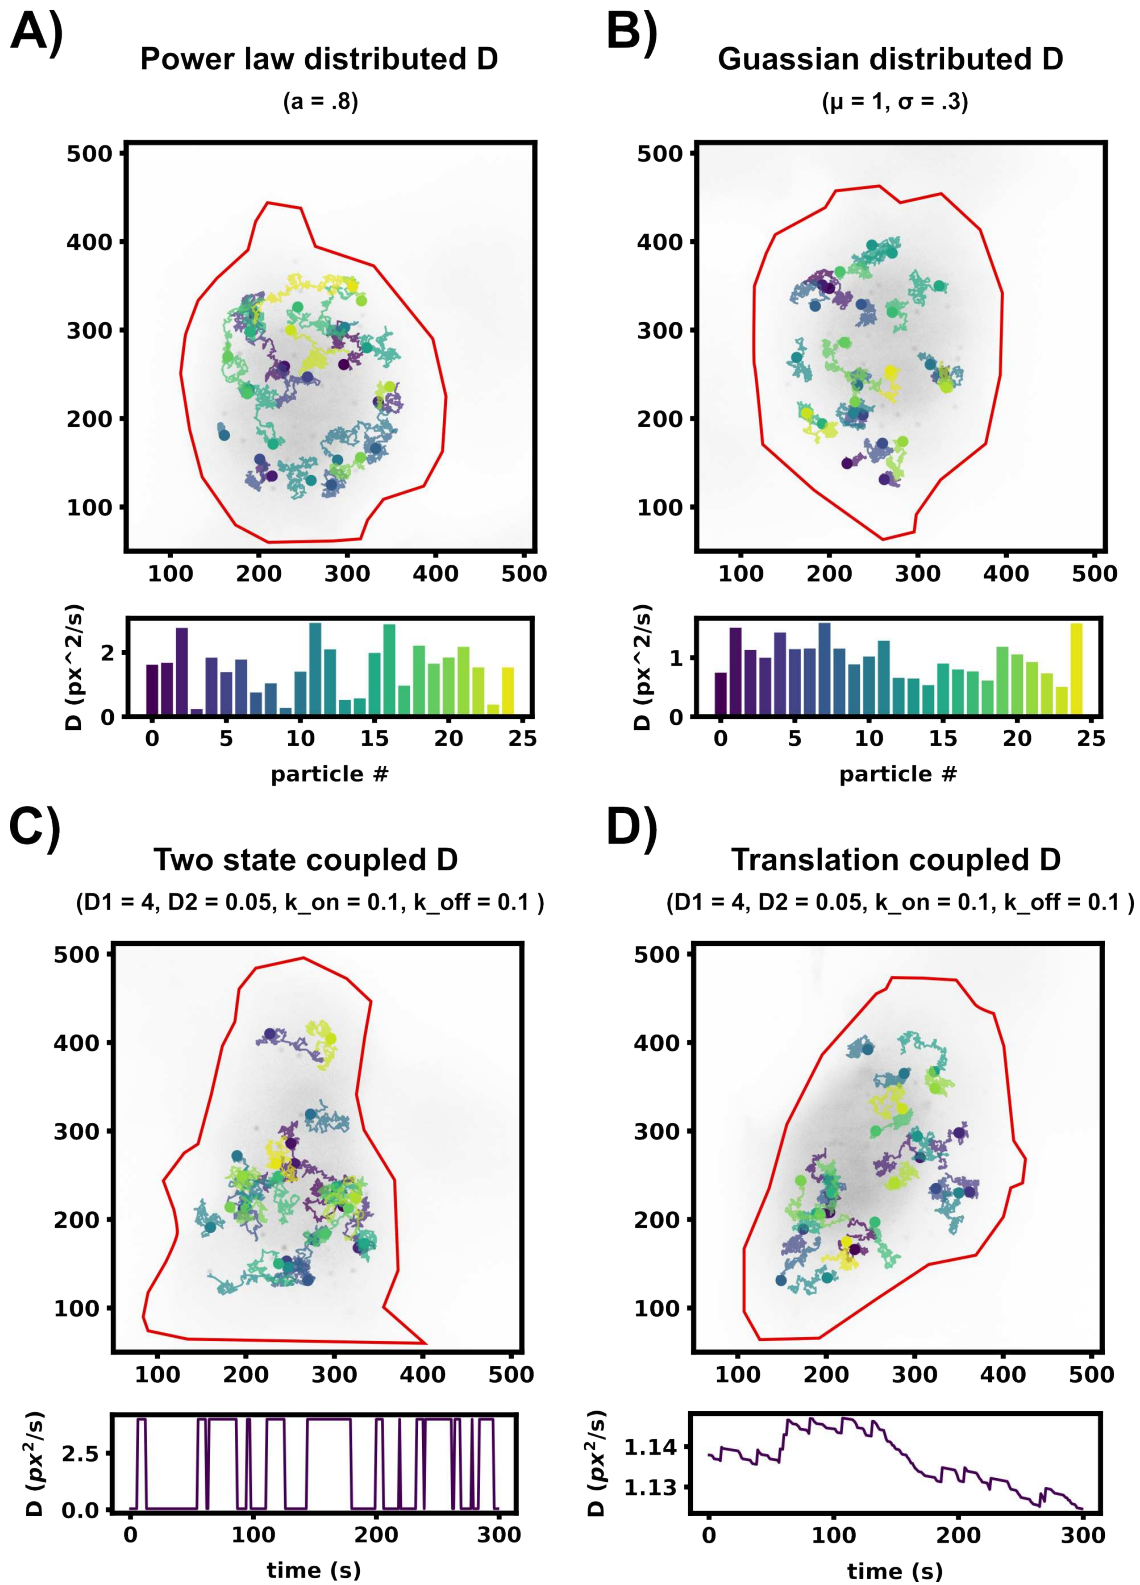 A)
Power law distributed D
(a = .8)
500
400
300
200
100
100 200 300 400 500
D (px^2/s)
2
0
0 5 10 15 20 25
particle #
B)
Guassian distributed D
(μ = 1, σ = .3)
500
400
300
200
100
100 200 300 400 500
D (px^2/s)
1
0
0 5 10 15 20 25
particle #
C)
Two state coupled D
(D1 = 4, D2 = 0.05, k_on = 0.1, k_off = 0.1 )
500
400
300
200
100
100 200 300 400 500
D (px²/s)
2.5
0.0
0 100 200 300
time (s)
D)
Translation coupled D
(D1 = 4, D2 = 0.05, k_on = 0.1, k_off = 0.1 )
500
400
300
200
100
100 200 300 400 500
D (px²/s)
1.14
1.13
0 100 200 300
time (s)